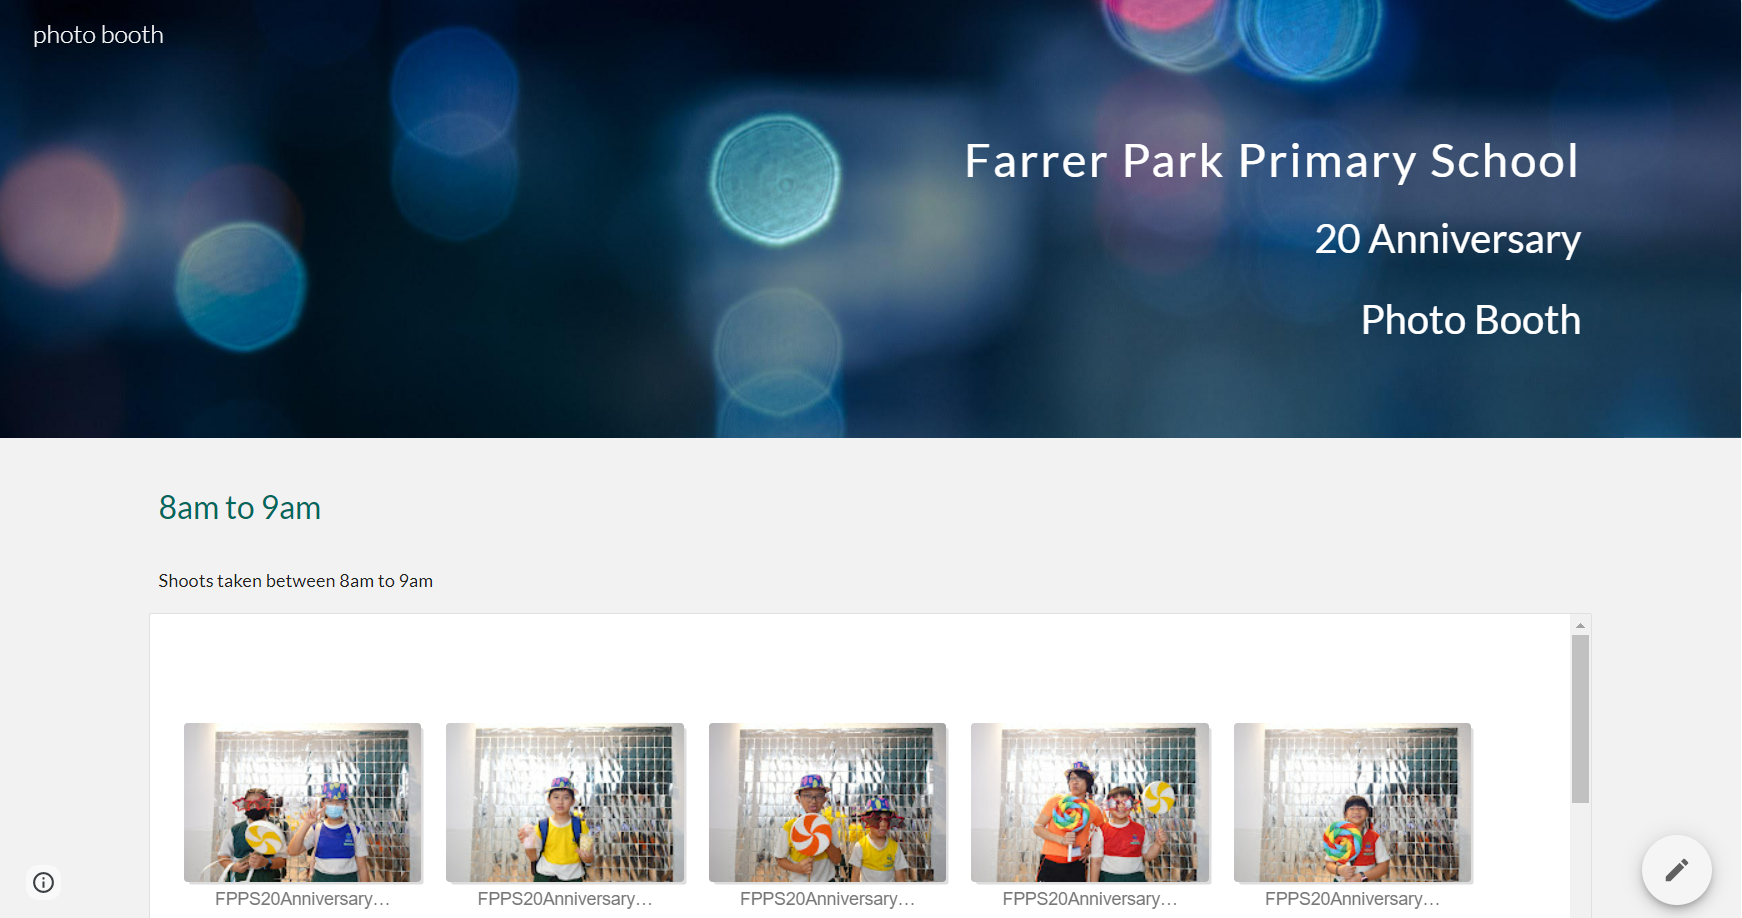 photo booth
Farrer Park Primary School
20 Anniversary
Photo Booth
8am to 9am
Shoots taken between 8am to 9am
FPPS20Anniversary...
FPPS20Anniversary...
FPPS20Anniversary...
FPPS20Anniversary...
FPPS20Anniversary...